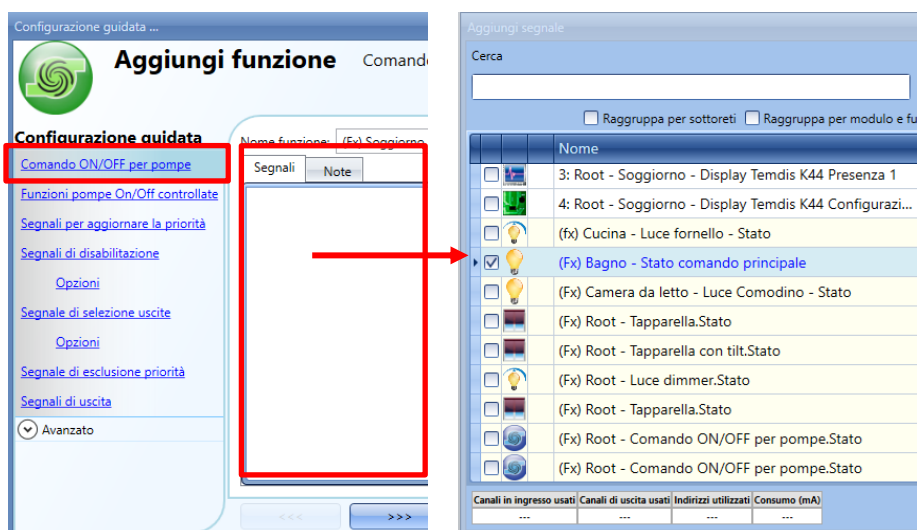 Configurazione guidata ...
Aggiungi funzione Comand
Configurazione guidata
Comando ON/OFF per pompe
Funzioni pompe On/Off controllate
Segnali per aggiornare la priorità
Segnali di disabilitazione
Opzioni
Segnale di selezione uscite
Opzioni
Segnale di esclusione priorità
Segnali di uscita
Avanzato
Nome funzione: (Fx) Soggiorno
Segnali Note
<<< >>>
Aggiungi segnale
Cerca
Raggruppa per sottoreti Raggruppa per modulo e fu
Nome
3: Root - Soggiorno - Display Temdis K44 Presenza 1
4: Root - Soggiorno - Display Temdis K44 Configurazi...
(fx) Cucina - Luce fornello - Stato
(Fx) Bagno - Stato comando principale
(Fx) Camera da letto - Luce Comodino - Stato
(Fx) Root - Tapparella.Stato
(Fx) Root - Tapparella con tilt.Stato
(Fx) Root - Luce dimmer.Stato
(Fx) Root - Tapparella.Stato
(Fx) Root - Comando ON/OFF per pompe.Stato
(Fx) Root - Comando ON/OFF per pompe.Stato
Canali in ingresso usati Canali di uscita usati Indirizzi utilizzati Consumo (mA)
--- --- --- ---